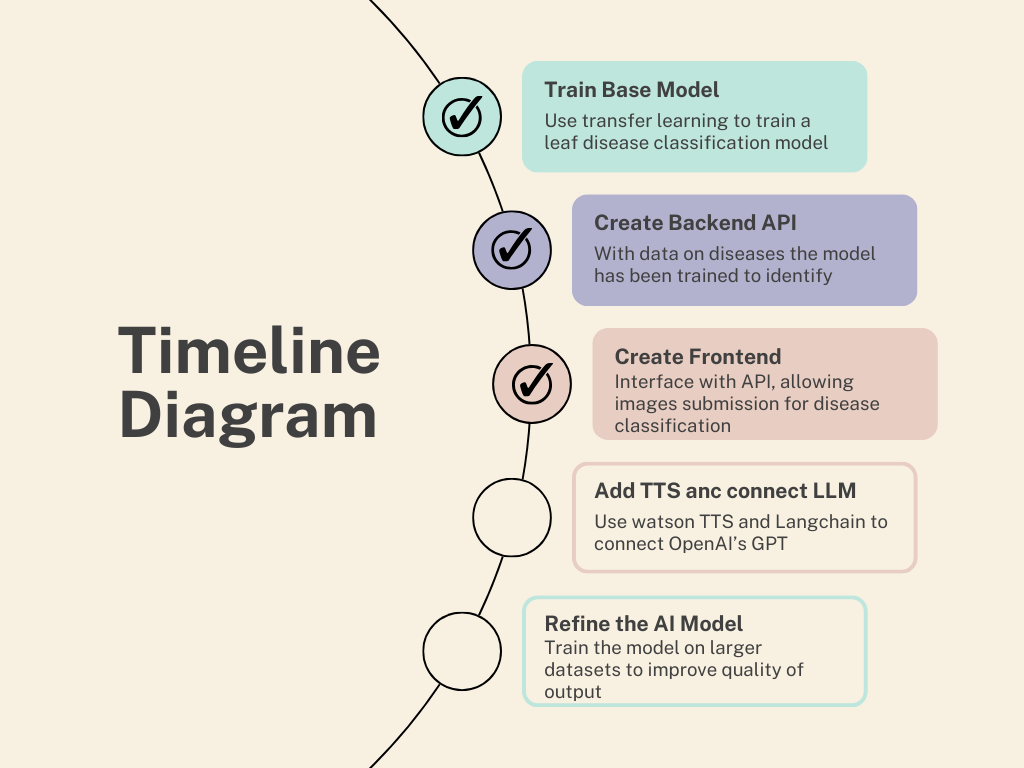 Timeline
Diagram
Train Base Model
Use transfer learning to train a
leaf disease classification model
Create Backend API
With data on diseases the model
has been trained to identify
Create Frontend
Interface with API, allowing
images submission for disease
classification
Add TTS anc connect LLM
Use watson TTS and Langchain to
connect OpenAI’s GPT
Refine the AI Model
Train the model on larger
datasets to improve quality of
output